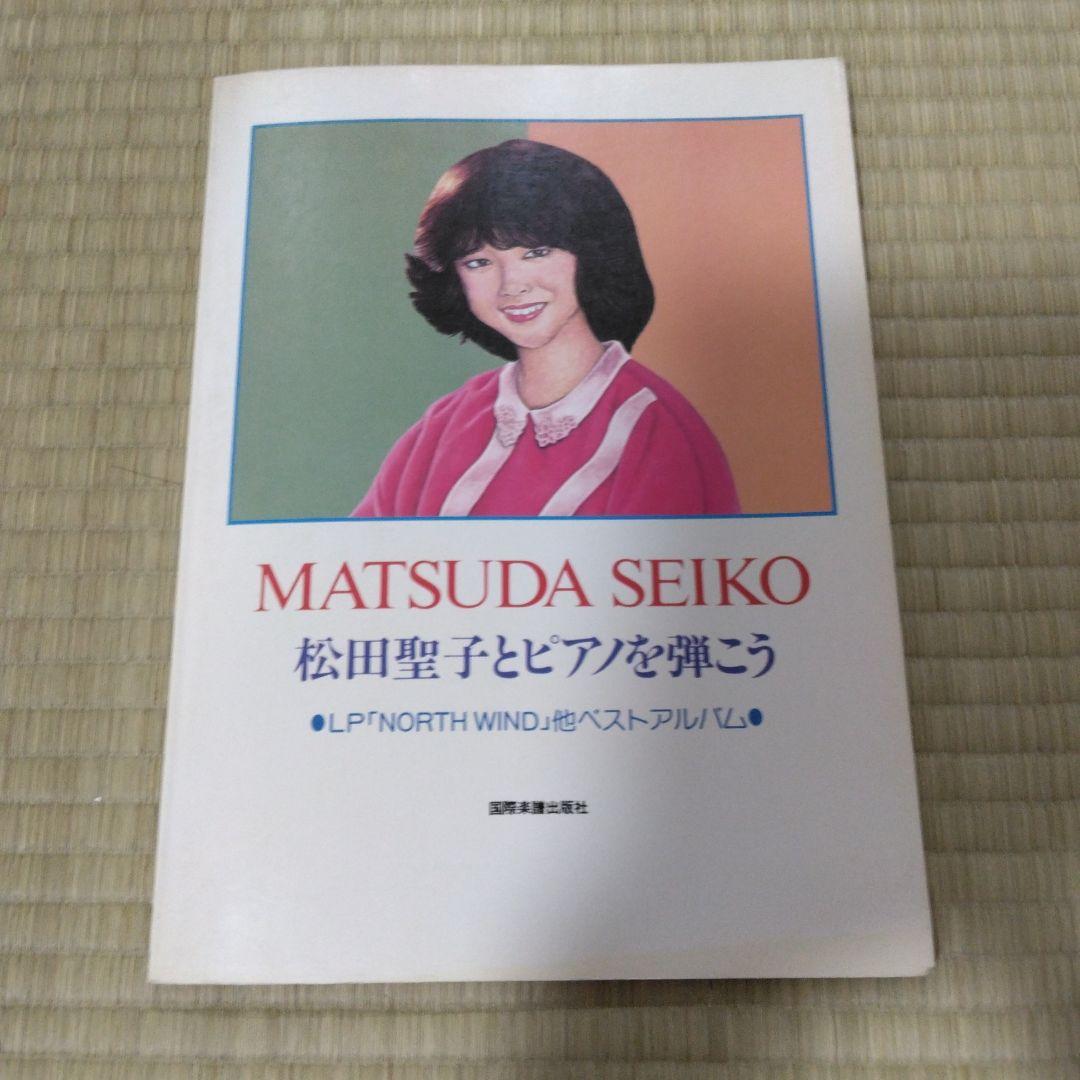 MATSUDA SEIKO
松田聖子とピアノを弾こう
●LP「NORTH WIND」他ベストアルバム●
国際楽譜出版社